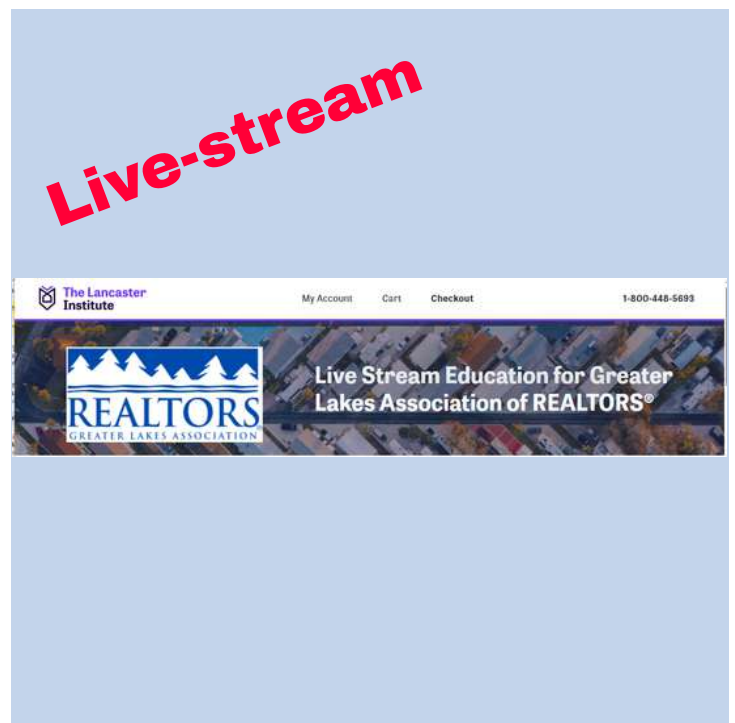 Live-stream
The Lancaster
Institute
My Account Cart Checkout 1-800-448-5693
REALTORS
GREATER LAKES ASSOCIATION
Live Stream Education for Greater
Lakes Association of REALTORS®